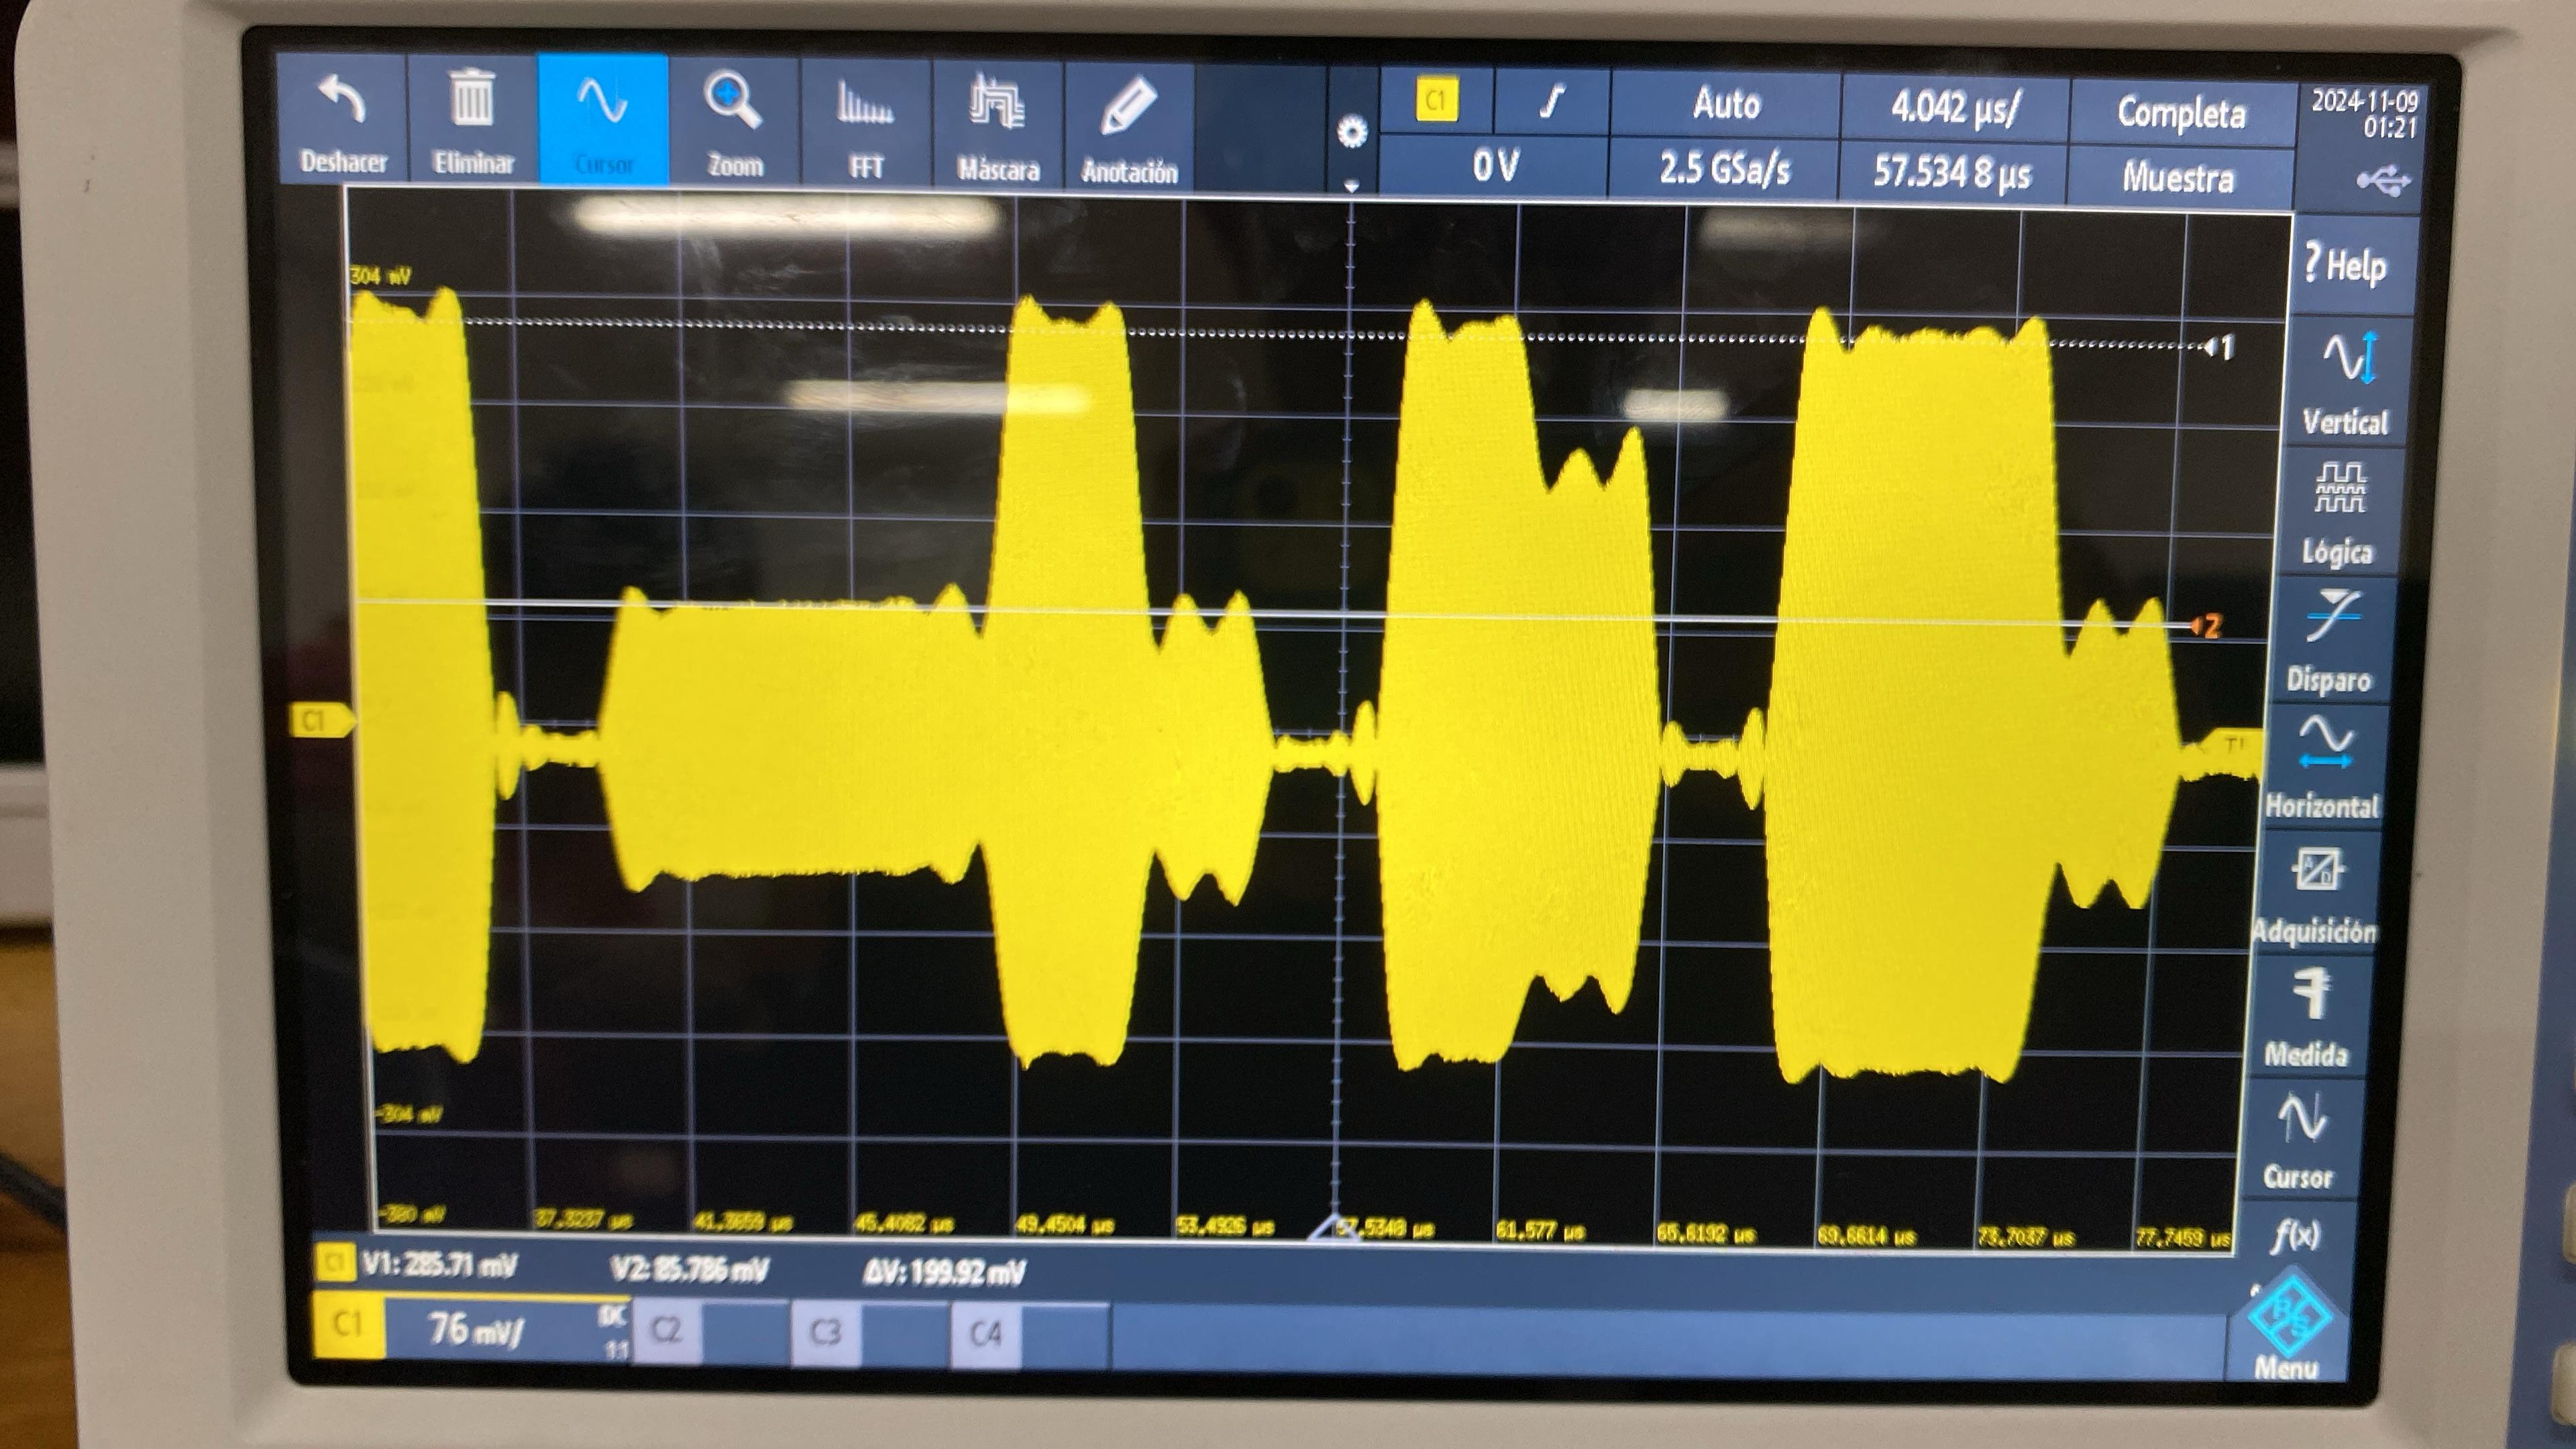 Deshacer Eliminar Cursor Zoom FFT Máscara Anotación
C1 Auto 4.042 µs/ Completa
0 V 2.5 GSa/s 57.534 8 µs Muestra
2024-11-09
01:21
? Help
304 mV
1
Vertical
Lógica
2
Disparo
C1
Horizontal
Adquisición
Medida
-304 mV
Cursor
-380 mV 37.3237 µs 41.3659 µs 45.4082 µs 49.4504 µs 53.4926 µs 57.5348 µs 61.577 µs 65.6192 µs 69.6614 µs 73.7037 µs 77.7459 µs
f(x)
C1 V1: 285.71 mV V2: 85.786 mV ΔV: 199.92 mV
C1 76 mV/ DC 1:1 C2 C3 C4
R/S
Menu